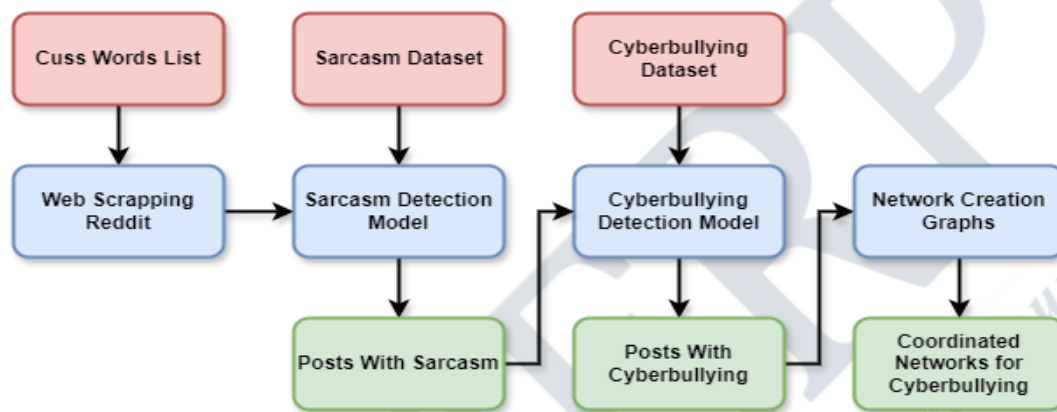 Cuss Words List
Sarcasm Dataset
Cyberbullying
Dataset
Web Scrapping
Reddit
Sarcasm Detection
Model
Cyberbullying
Detection Model
Network Creation
Graphs
Posts With Sarcasm
Posts With
Cyberbullying
Coordinated
Networks for
Cyberbullying